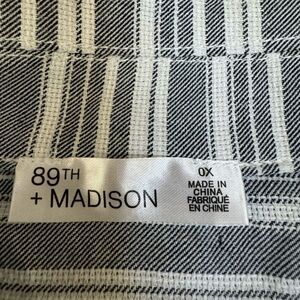 89TH
+ MADISON
0X
MADE IN
CHINA
FABRIQUÉ
EN CHINE